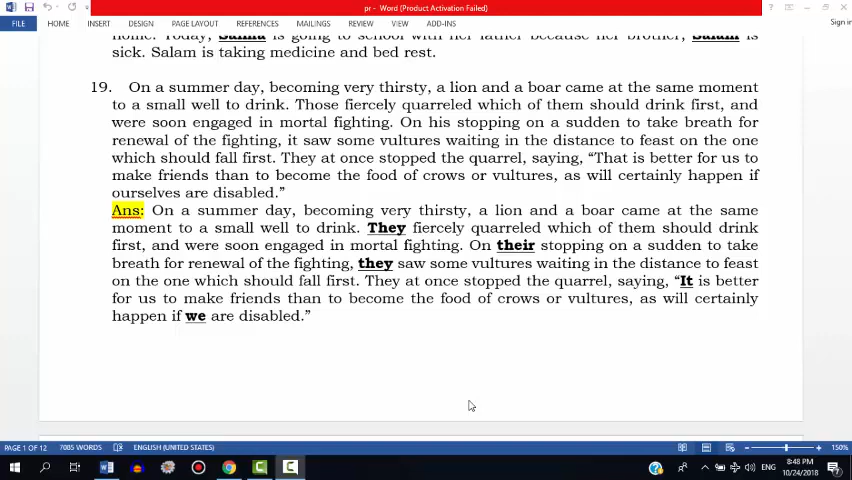 pr - Word (Product Activation Failed)
FILE HOME INSERT DESIGN PAGE LAYOUT REFERENCES MAILINGS REVIEW VIEW ADD-INS Sign in
home. Today, Salma is going to school with her father because her brother, Salam is
sick. Salam is taking medicine and bed rest.
19. On a summer day, becoming very thirsty, a lion and a boar came at the same moment
to a small well to drink. Those fiercely quarreled which of them should drink first, and
were soon engaged in mortal fighting. On his stopping on a sudden to take breath for
renewal of the fighting, it saw some vultures waiting in the distance to feast on the one
which should fall first. They at once stopped the quarrel, saying, “That is better for us to
make friends than to become the food of crows or vultures, as will certainly happen if
ourselves are disabled.”
Ans: On a summer day, becoming very thirsty, a lion and a boar came at the same
moment to a small well to drink. They fiercely quarreled which of them should drink
first, and were soon engaged in mortal fighting. On their stopping on a sudden to take
breath for renewal of the fighting, they saw some vultures waiting in the distance to feast
on the one which should fall first. They at once stopped the quarrel, saying, “It is better
for us to make friends than to become the food of crows or vultures, as will certainly
happen if we are disabled.”
PAGE 1 OF 12 7085 WORDS ENGLISH (UNITED STATES) 150%
ENG 8:48 PM
10/24/2018